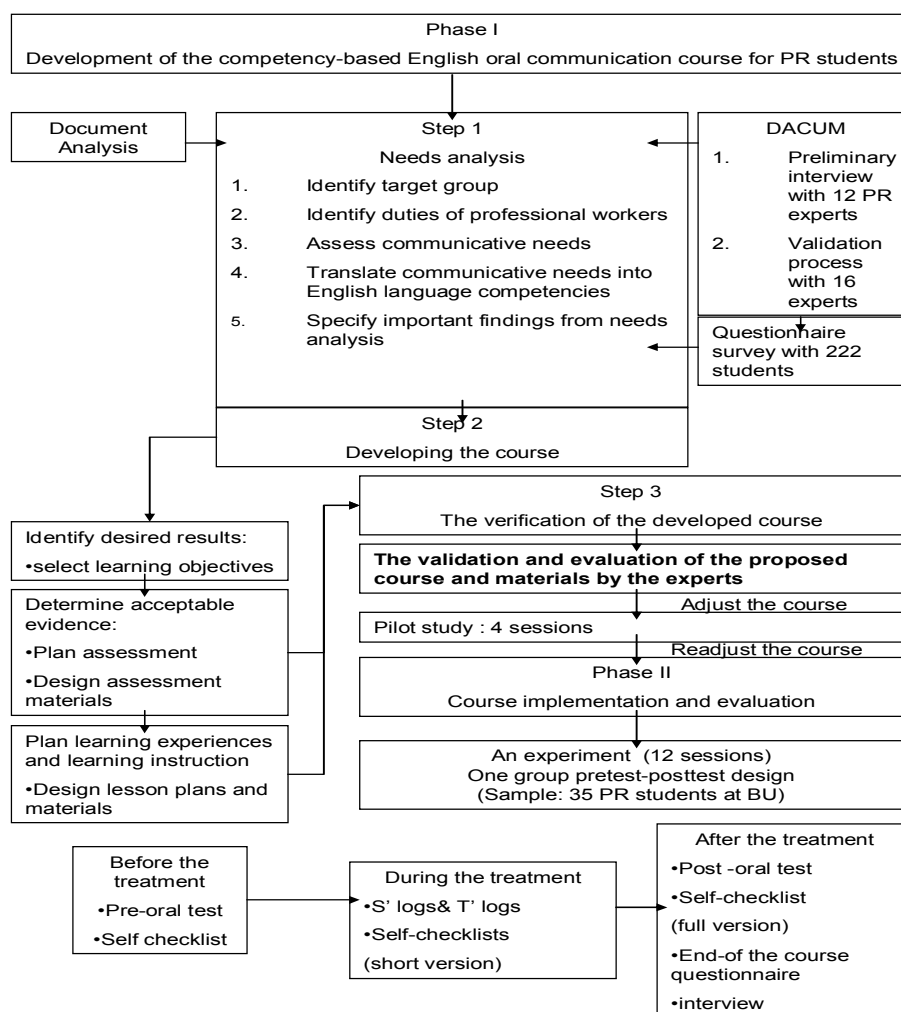 Phase I
Development of the competency-based English oral communication course for PR students
Document
Analysis
Step 1
Needs analysis
1. Identify target group
2. Identify duties of professional workers
3. Assess communicative needs
4. Translate communicative needs into
English language competencies
5. Specify important findings from needs
analysis
DACUM
1. Preliminary
interview
with 12 PR
experts
2. Validation
process
with 16
experts
Questionnaire
survey with 222
students
Step 2
Developing the course
Identify desired results:
•select learning objectives
Determine acceptable
evidence:
•Plan assessment
•Design assessment
materials
Plan learning experiences
and learning instruction
•Design lesson plans and
materials
Step 3
The verification of the developed course
The validation and evaluation of the proposed
course and materials by the experts
Adjust the course
Pilot study : 4 sessions
Readjust the course
Phase II
Course implementation and evaluation
An experiment (12 sessions)
One group pretest-posttest design
(Sample: 35 PR students at BU)
Before the
treatment
•Pre-oral test
•Self checklist
During the treatment
•S' logs& T' logs
•Self-checklists
(short version)
After the treatment
•Post -oral test
•Self-checklist
(full version)
•End-of the course
questionnaire
•interview